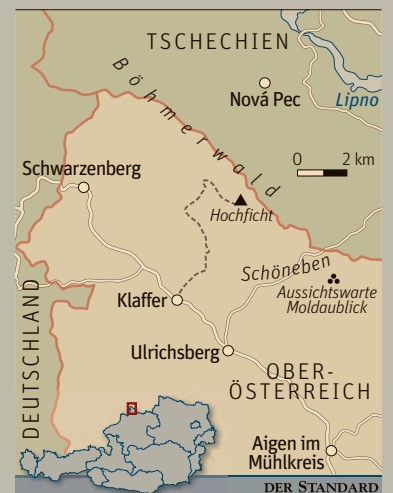 TSCHECHIEN
Böhmerwald
Nová Pec
Lipno
0 2 km
Schwarzenberg
Hochficht
Schöneben
Aussichtswarte
Moldaublick
Klaffer
DEUTSCHLAND
Ulrichsberg
OBER-
ÖSTERREICH
Aigen im
Mühlkreis
DER STANDARD